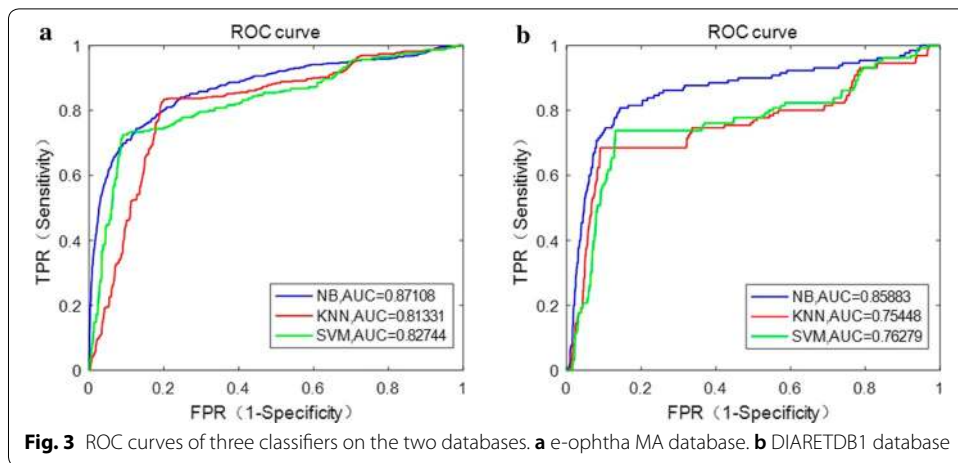 a
ROC curve
1
0.8
0.6
0.4
0.2
0
TPR（Sensitivity）
NB,AUC=0.87108
KNN,AUC=0.81331
SVM,AUC=0.82744
0 0.2 0.4 0.6 0.8 1
FPR（1-Specificity）
b
ROC curve
1
0.8
0.6
0.4
0.2
0
TPR（Sensitivity）
NB,AUC=0.85883
KNN,AUC=0.75448
SVM,AUC=0.76279
0 0.2 0.4 0.6 0.8 1
FPR（1-Specificity）
Fig. 3 ROC curves of three classifiers on the two databases. a e-ophtha MA database. b DIARETDB1 database